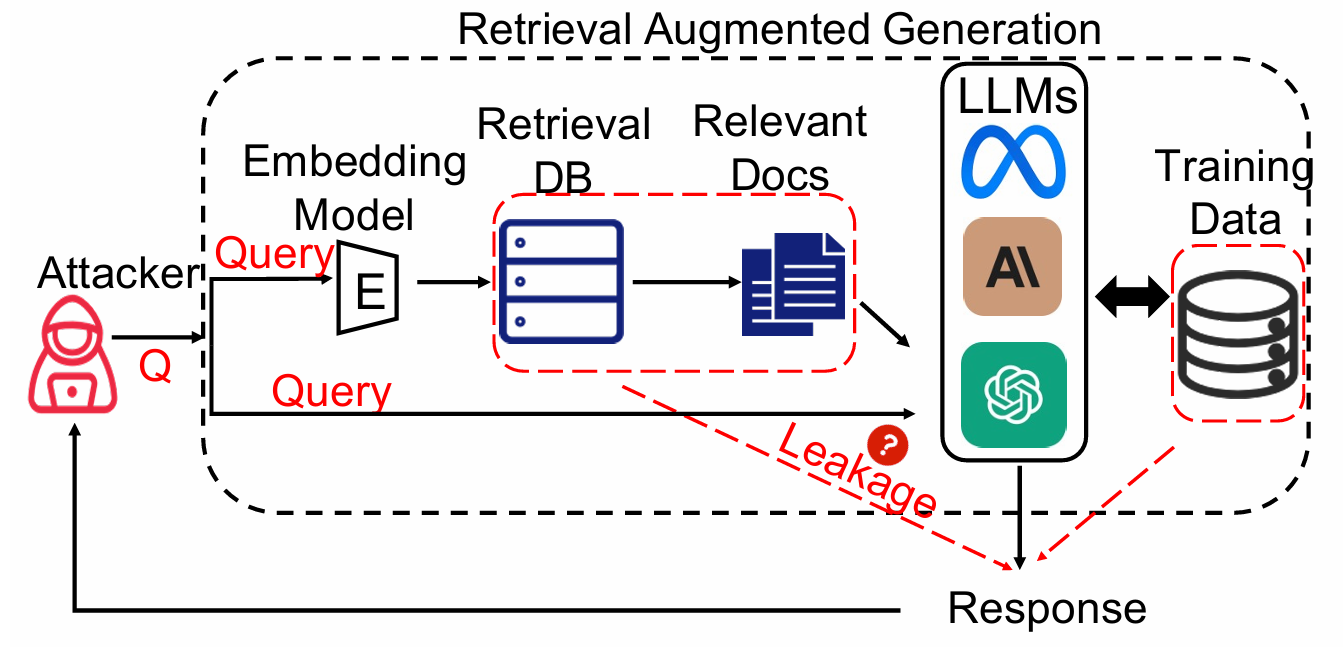 Retrieval Augmented Generation
LLMs
Retrieval
DB
Relevant
Docs
Embedding
Model
Training
Data
Attacker
Query
E
A\
Q
Query
?
Leakage
Response